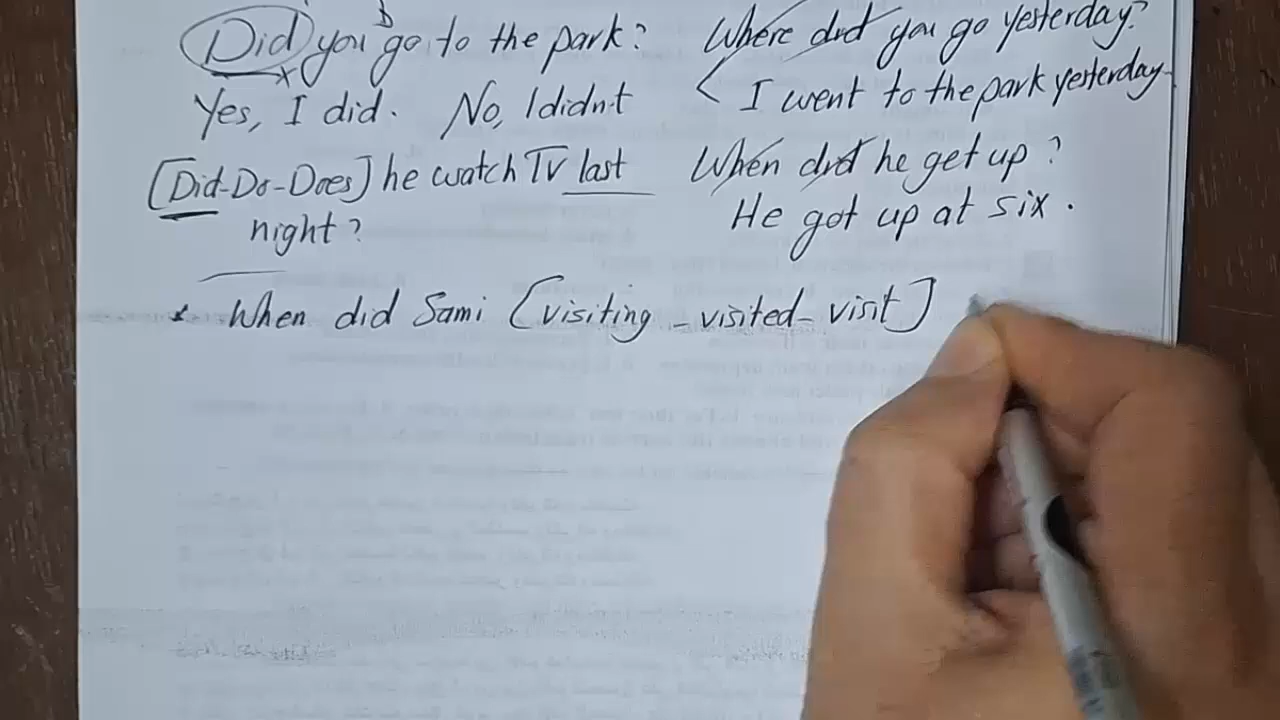 Did you go to the park?
Yes, I did. No, I didn't
[Did-Do-Does] he watch TV last
night?
Where did you go yesterday?
I went to the park yesterday.
When did he get up?
He got up at six.
* When did Sami [visiting - visited - visit]